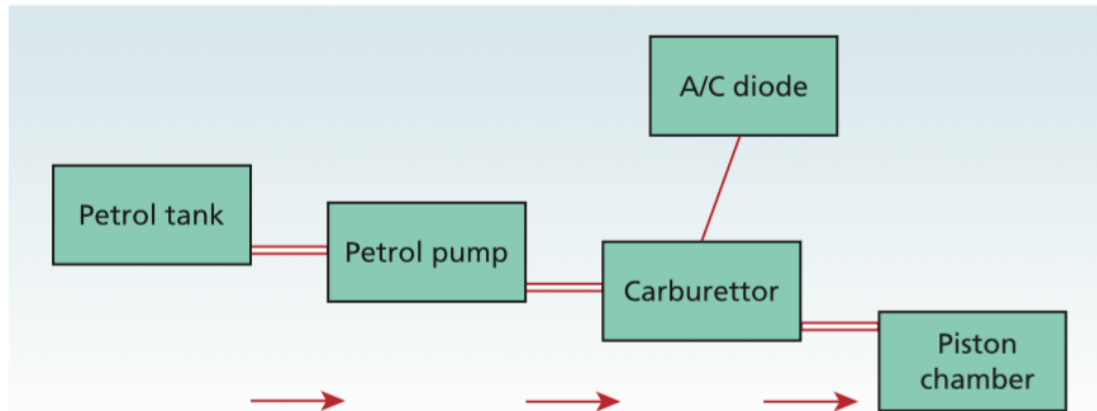 A/C diode
Petrol tank
Petrol pump
Carburettor
Piston
chamber